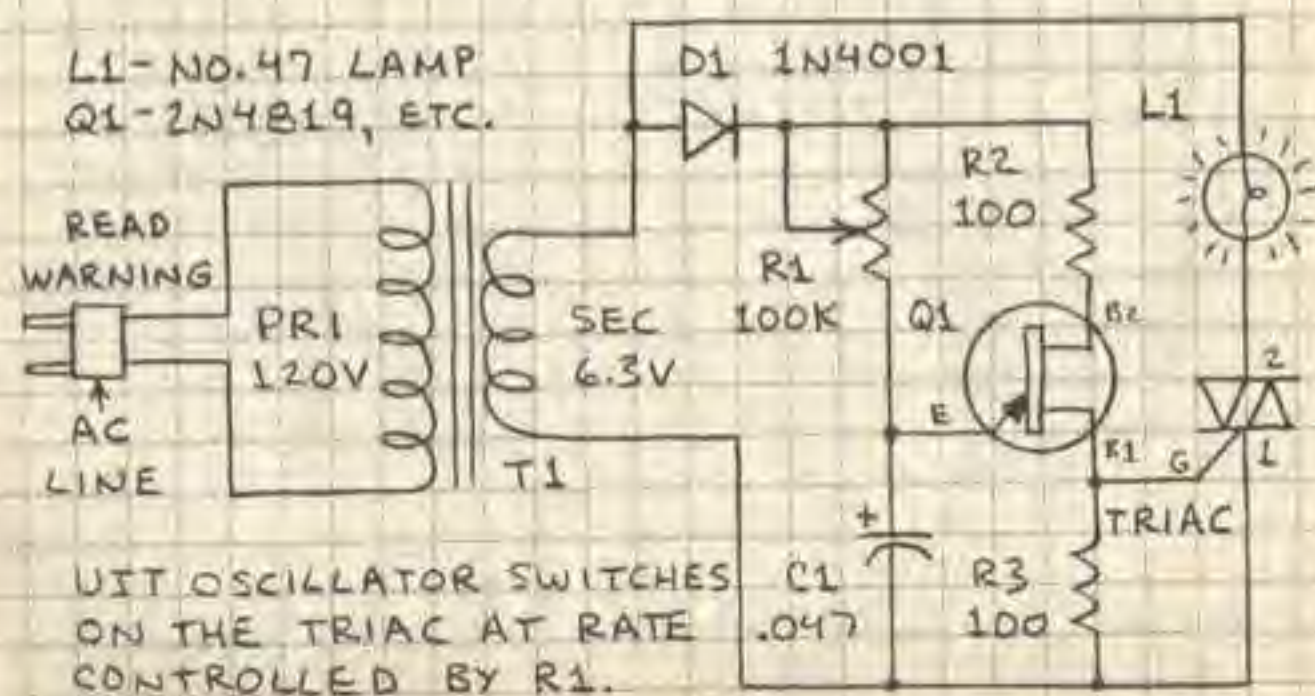 L1-NO.47 LAMP
Q1-2N4819, ETC.
D1 1N4001
L1
R2
100
READ
WARNING
R1
100K
Q1
B2
PRI
120V
SEC
6.3V
2
E
AC
LINE
T1
B1
G
1
+
TRIAC
UJT OSCILLATOR SWITCHES
ON THE TRIAC AT RATE
CONTROLLED BY R1.
C1
.047
R3
100